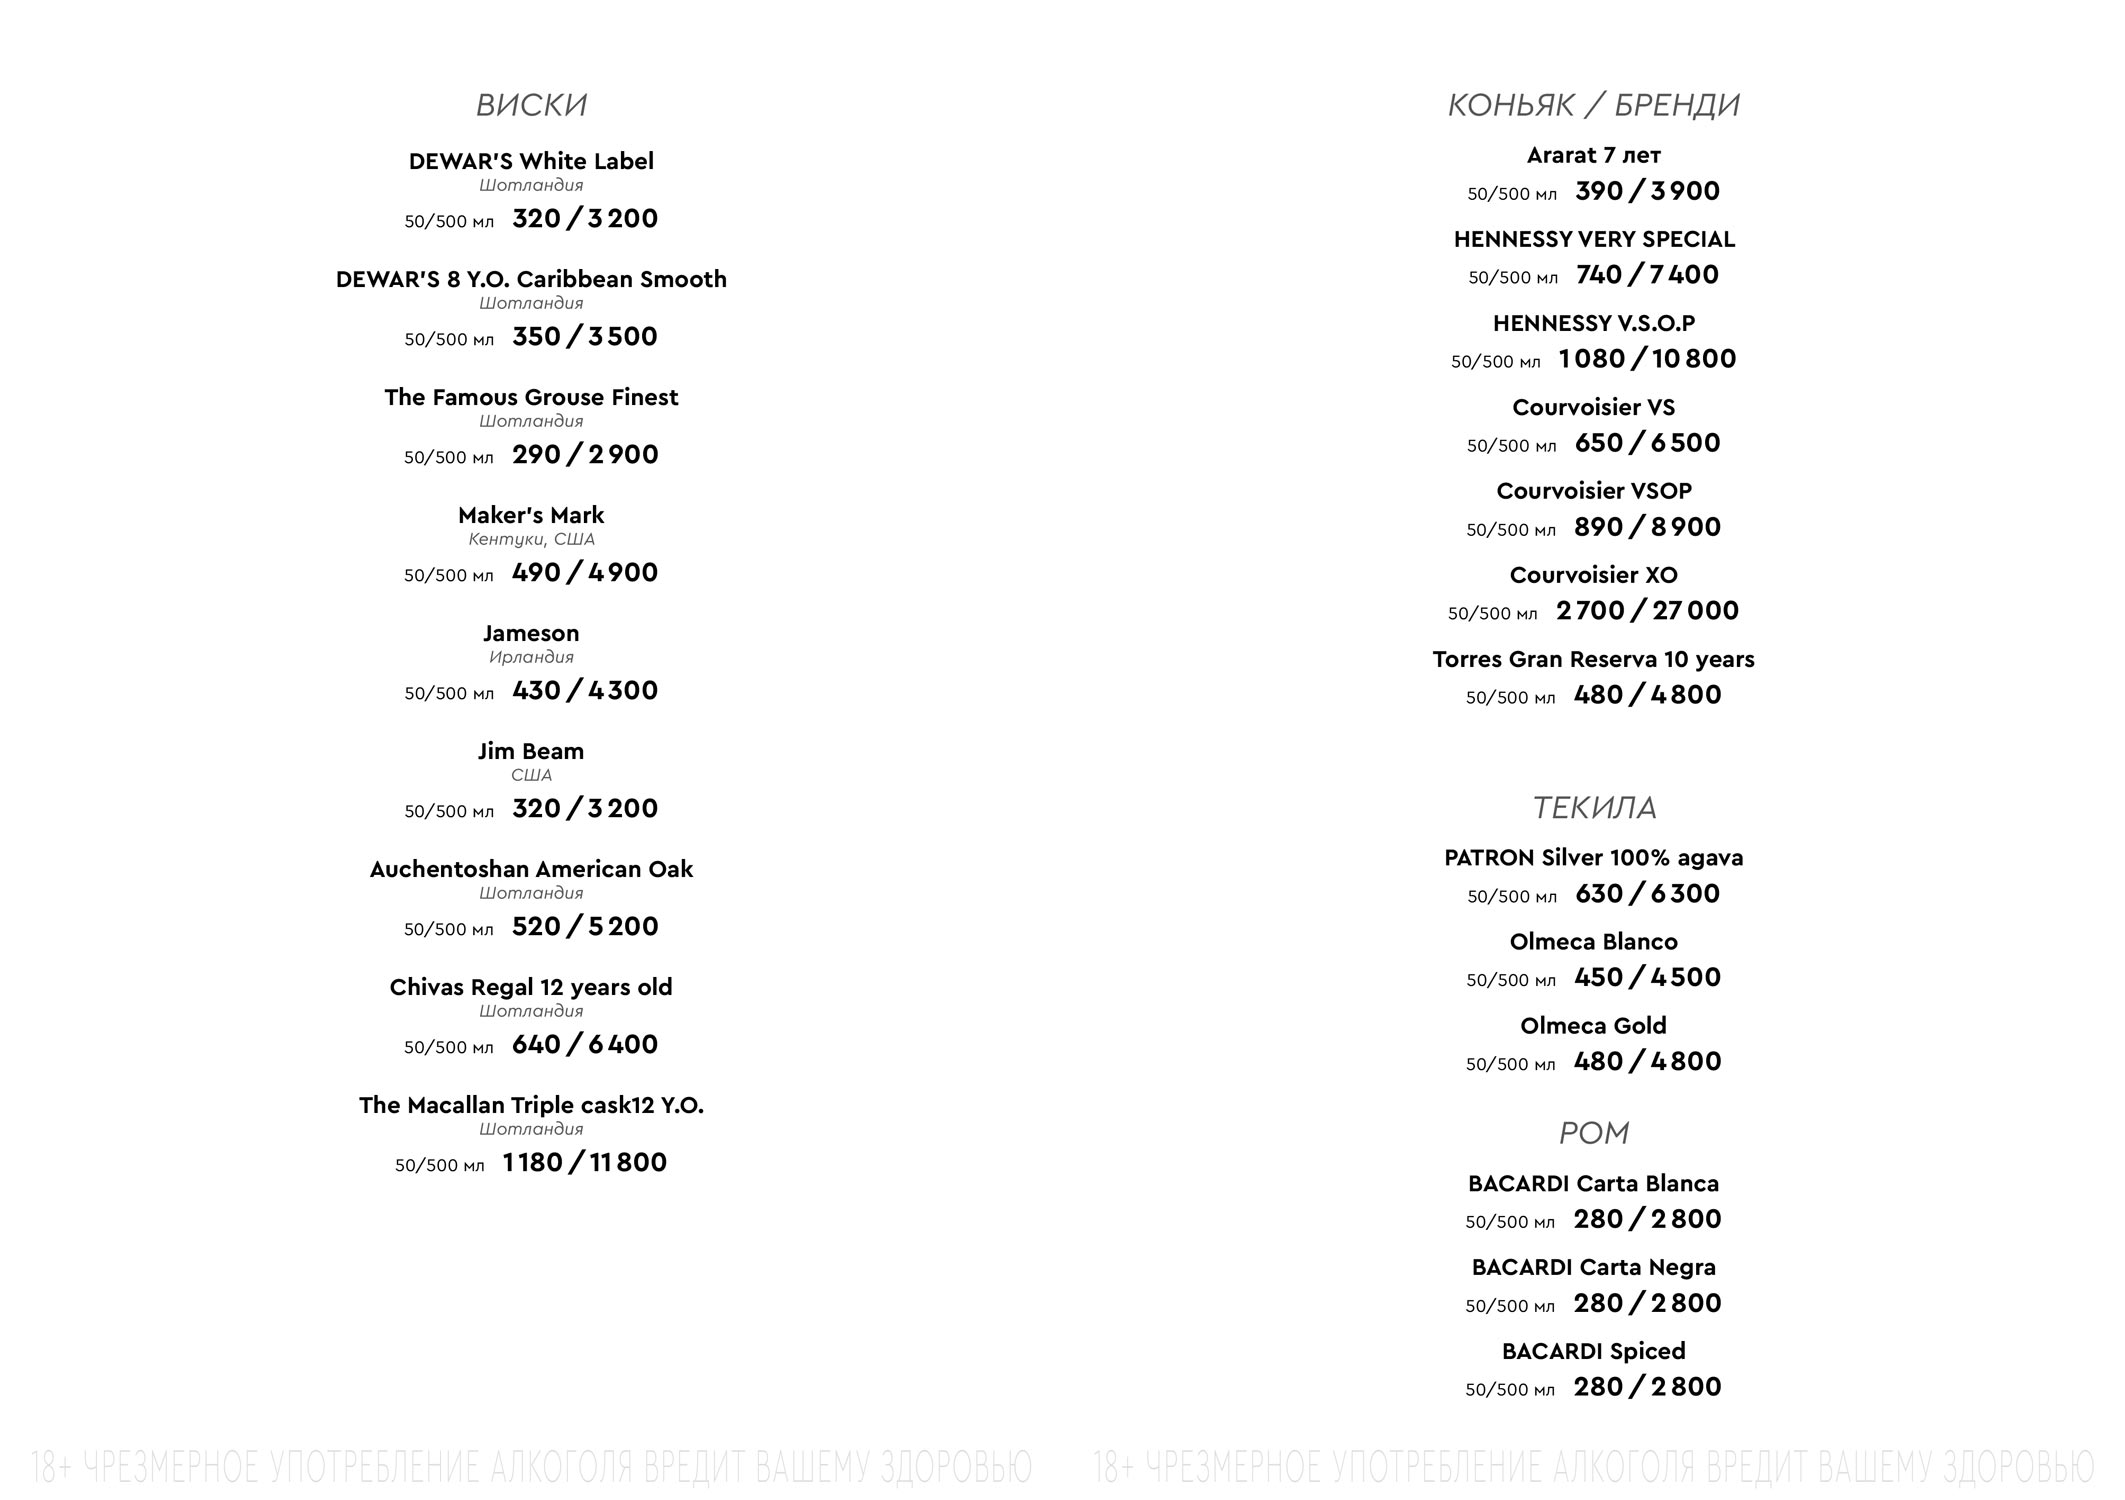 ВИСКИ
DEWAR'S White Label
Шотландия
50/500 мл 320 / 3 200
DEWAR'S 8 Y.O. Caribbean Smooth
Шотландия
50/500 мл 350 / 3 500
The Famous Grouse Finest
Шотландия
50/500 мл 290 / 2 900
Maker's Mark
Кентуки, США
50/500 мл 490 / 4 900
Jameson
Ирландия
50/500 мл 430 / 4 300
Jim Beam
США
50/500 мл 320 / 3 200
Auchentoshan American Oak
Шотландия
50/500 мл 520 / 5 200
Chivas Regal 12 years old
Шотландия
50/500 мл 640 / 6 400
The Macallan Triple cask12 Y.O.
Шотландия
50/500 мл 1 180 / 11 800
18+ ЧРЕЗМЕРНОЕ УПОТРЕБЛЕНИЕ АЛКОГОЛЯ ВРЕДИТ ВАШЕМУ ЗДОРОВЬЮ
КОНЬЯК / БРЕНДИ
Ararat 7 лет
50/500 мл 390 / 3 900
HENNESSY VERY SPECIAL
50/500 мл 740 / 7 400
HENNESSY V.S.O.P
50/500 мл 1 080 / 10 800
Courvoisier VS
50/500 мл 650 / 6 500
Courvoisier VSOP
50/500 мл 890 / 8 900
Courvoisier XO
50/500 мл 2 700 / 27 000
Torres Gran Reserva 10 years
50/500 мл 480 / 4 800
ТЕКИЛА
PATRON Silver 100% agava
50/500 мл 630 / 6 300
Olmeca Blanco
50/500 мл 450 / 4 500
Olmeca Gold
50/500 мл 480 / 4 800
РОМ
BACARDI Carta Blanca
50/500 мл 280 / 2 800
BACARDI Carta Negra
50/500 мл 280 / 2 800
BACARDI Spiced
50/500 мл 280 / 2 800
18+ ЧРЕЗМЕРНОЕ УПОТРЕБЛЕНИЕ АЛКОГОЛЯ ВРЕДИТ ВАШЕМУ ЗДОРОВЬЮ